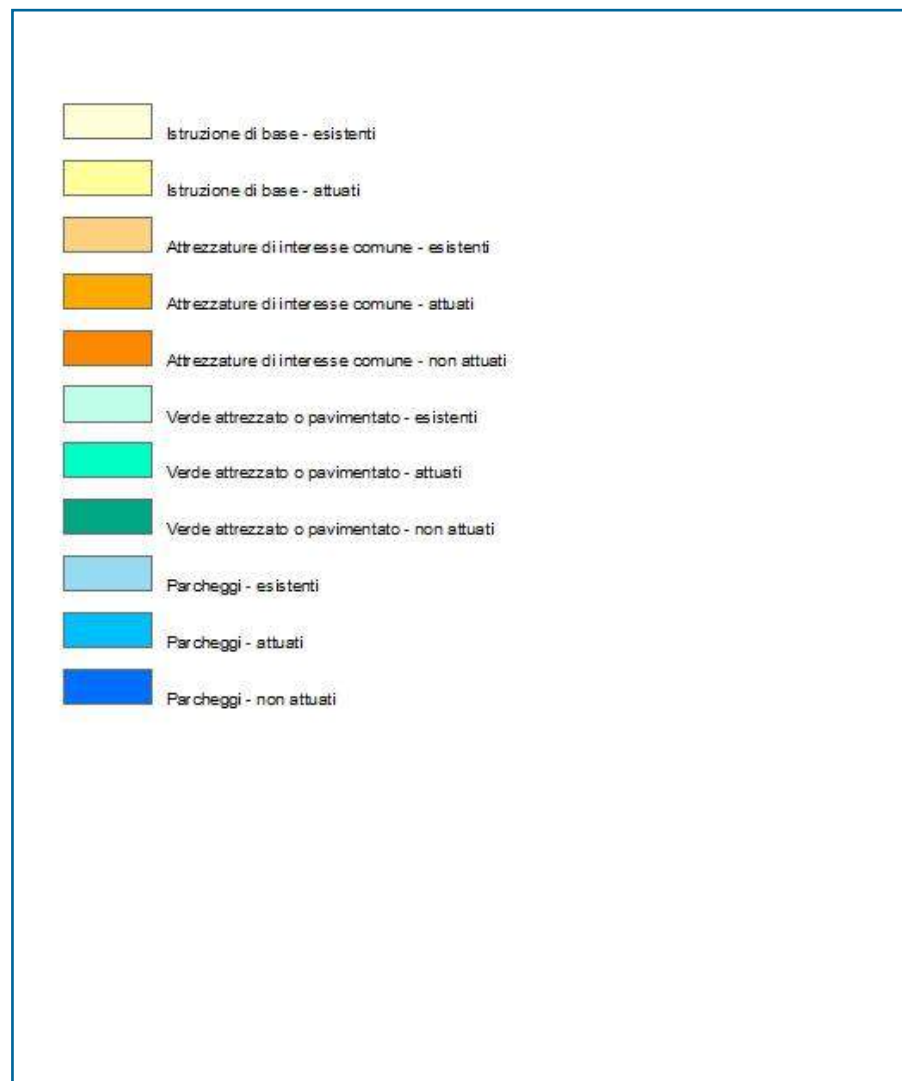 Istruzione di base - esistenti
Istruzione di base - attuati
Attrezzature di interesse comune - esistenti
Attrezzature di interesse comune - attuati
Attrezzature di interesse comune - non attuati
Verde attrezzato o pavimentato - esistenti
Verde attrezzato o pavimentato - attuati
Verde attrezzato o pavimentato - non attuati
Parcheggi - esistenti
Parcheggi - attuati
Parcheggi - non attuati